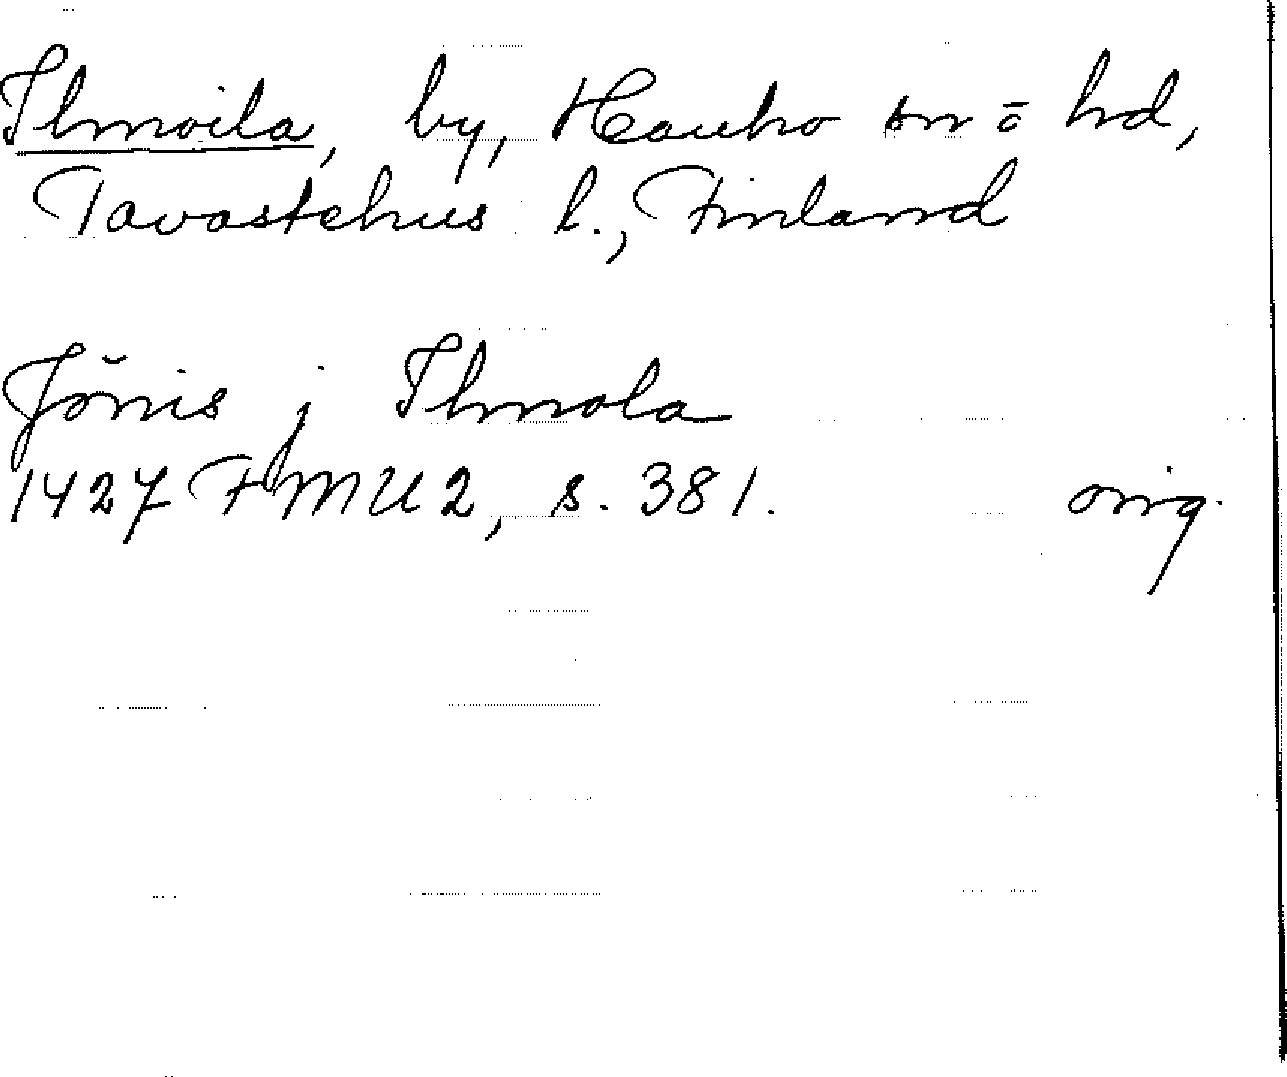 Ilmoila, by, Hauho sn o hd,
Tavastehus l., Finland
Jönis j Ilmola
1427 FMU 2, s. 381. orig.